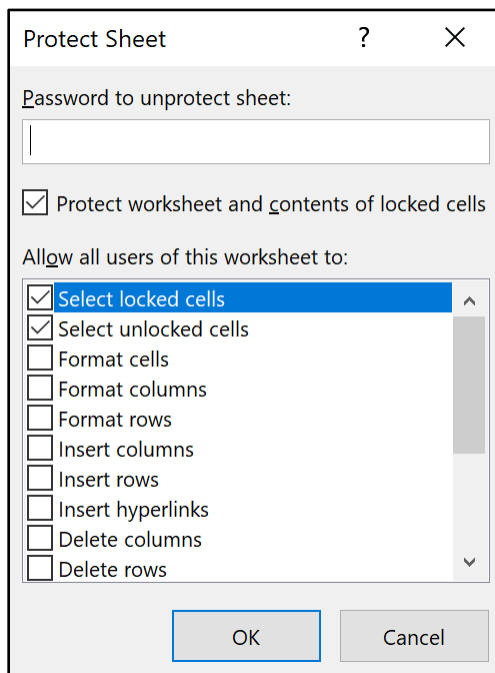 Protect Sheet ?
Password to unprotect sheet:
Protect worksheet and contents of locked cells
Allow all users of this worksheet to:
Select locked cells
Select unlocked cells
Format cells
Format columns
Format rows
Insert columns
Insert rows
Insert hyperlinks
Delete columns
Delete rows
OK Cancel